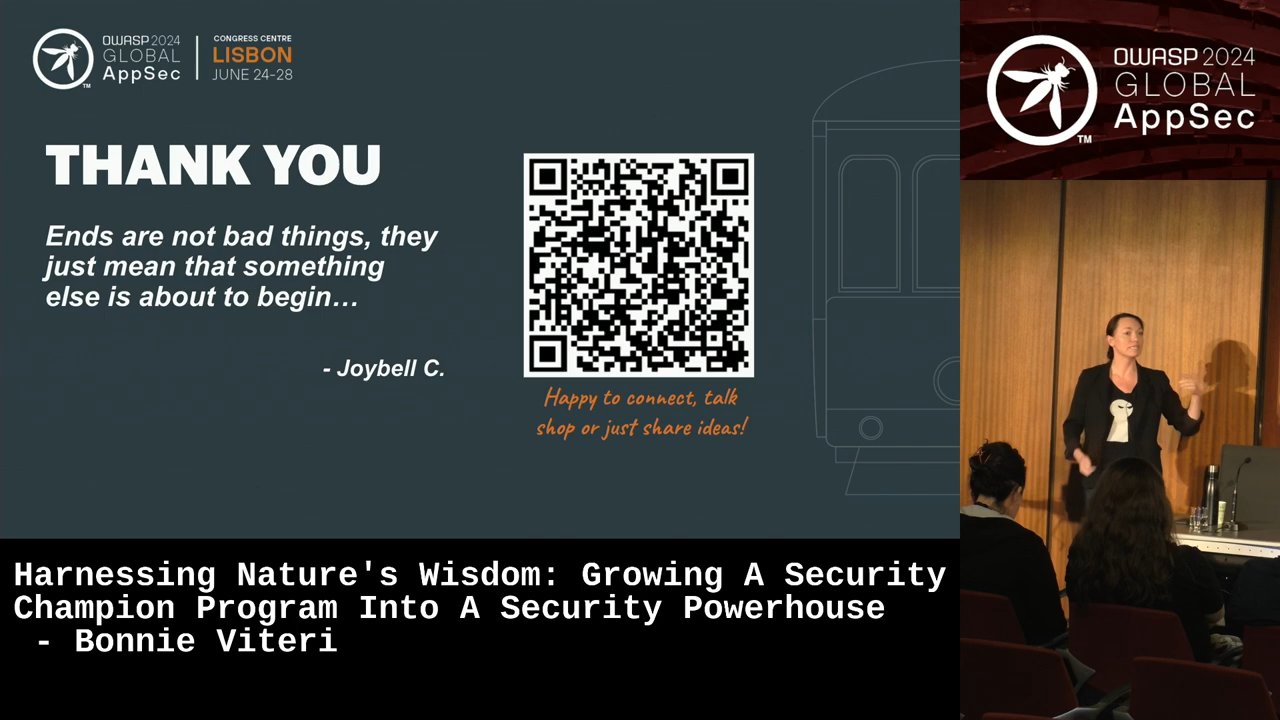 OWASP 2024
GLOBAL
AppSec
TM
CONGRESS CENTRE
LISBON
JUNE 24-28
OWASP 2024
GLOBAL
AppSec
TM
THANK YOU
Ends are not bad things, they
just mean that something
else is about to begin…
- Joybell C.
Happy to connect, talk
shop or just share ideas!
Harnessing Nature's Wisdom: Growing A Security
Champion Program Into A Security Powerhouse
- Bonnie Viteri